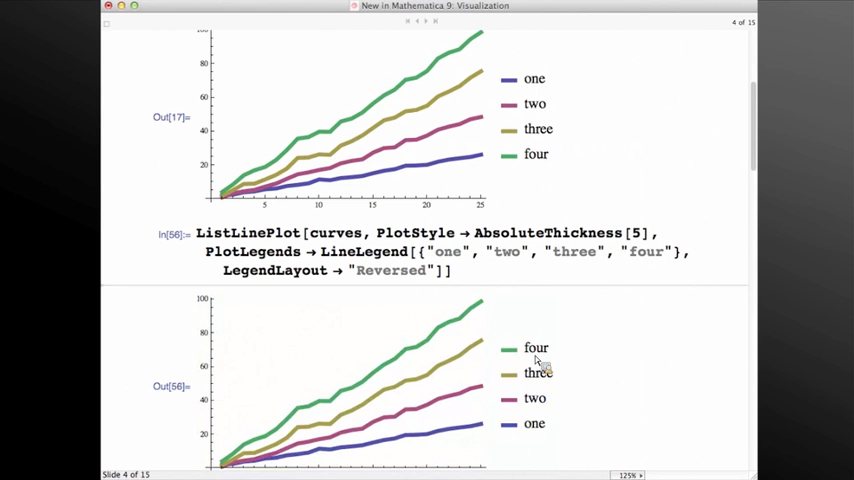 New in Mathematica 9: Visualization
4 of 15
100
80
60
40
20
5 10 15 20 25
one
two
three
four
Out[17]=
In[56]:= ListLinePlot[curves, PlotStyle → AbsoluteThickness[5],
PlotLegends → LineLegend[{"one", "two", "three", "four"},
LegendLayout → "Reversed"]]
100
80
60
40
20
four
three
two
one
Out[56]=
Slide 4 of 15
125%